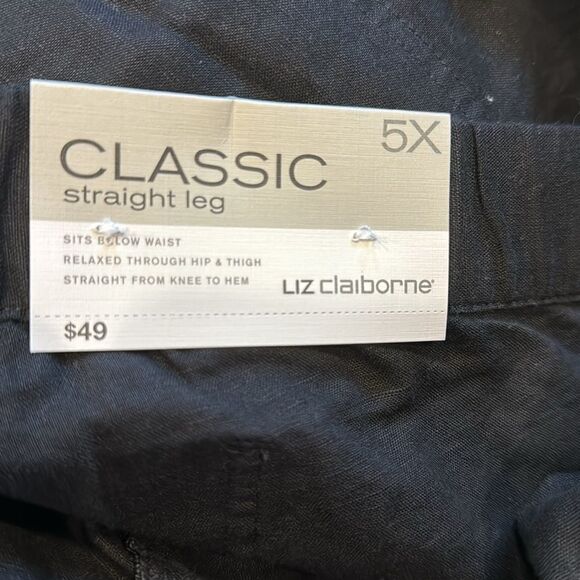 5X
CLASSIC
straight leg
SITS BELOW WAIST
RELAXED THROUGH HIP & THIGH
STRAIGHT FROM KNEE TO HEM
LIZ claiborne
$49